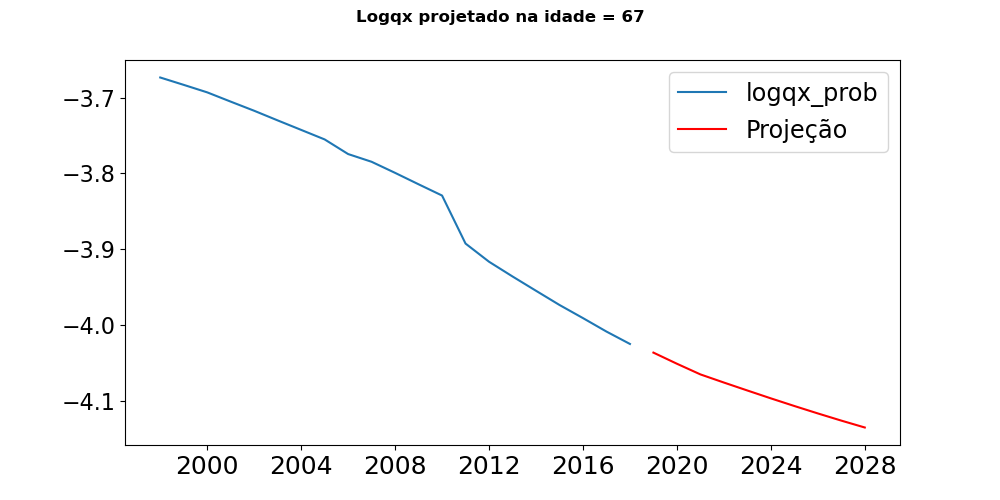 Logqx projetado na idade = 67
logqx_prob
Projeção
−3.7
−3.8
−3.9
−4.0
−4.1
2000 2004 2008 2012 2016 2020 2024 2028